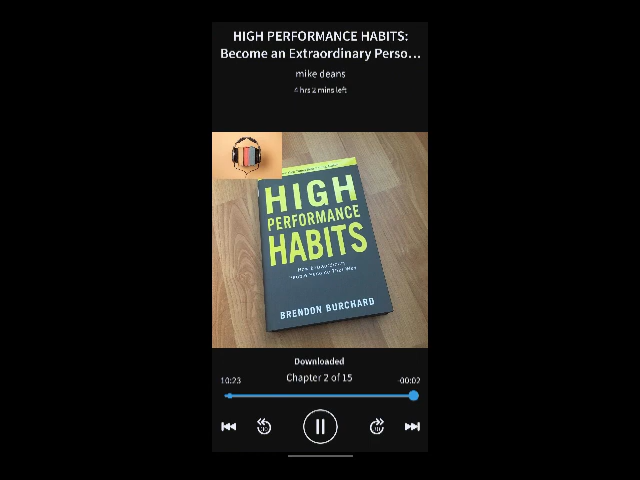 HIGH PERFORMANCE HABITS:
Become an Extraordinary Perso...
mike deans
4 hrs 2 mins left
HIGH
PERFORMANCE
HABITS
BRENDON BURCHARD
Downloaded
10:23
Chapter 2 of 15
-00:02